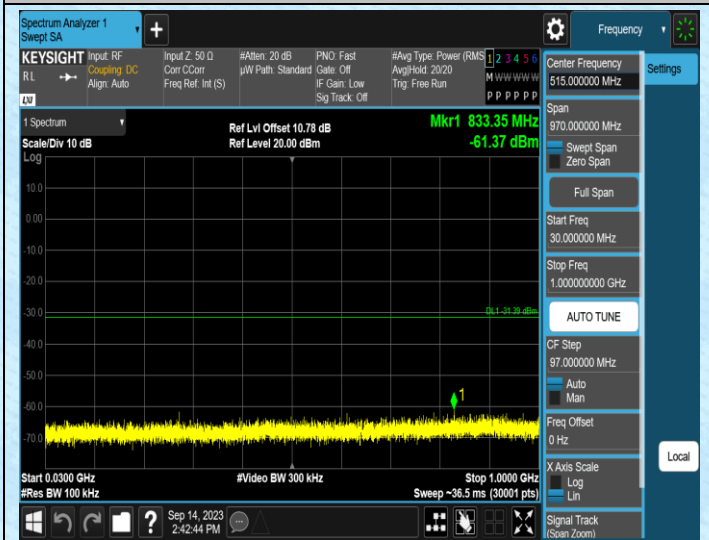 Spectrum Analyzer 1
Swept SA
+
Frequency
KEYSIGHT
RL
LXI
Input: RF
Coupling: DC
Align: Auto
Input Z: 50 Ω
Corr CCorr
Freq Ref: Int (S)
#Atten: 20 dB
µW Path: Standard
PNO: Fast
Gate: Off
IF Gain: Low
Sig Track: Off
#Avg Type: Power (RMS
Avg|Hold: 20/20
Trig: Free Run
1 2 3 4 5 6
M W W W W W
P P P P P P
1 Spectrum
Scale/Div 10 dB
Log
Ref Lvl Offset 10.78 dB
Ref Level 20.00 dBm
Mkr1 833.35 MHz
-61.37 dBm
10.0
0.00
-10.0
-20.0
-30.0
-40.0
-50.0
-60.0
-70.0
DL1 -31.39 dBm
1
Start 0.0300 GHz
#Res BW 100 kHz
#Video BW 300 kHz
Stop 1.0000 GHz
Sweep ~36.5 ms (30001 pts)
?
Sep 14, 2023
2:42:44 PM
Center Frequency
515.000000 MHz
Span
970.000000 MHz
Swept Span
Zero Span
Full Span
Start Freq
30.000000 MHz
Stop Freq
1.000000000 GHz
AUTO TUNE
CF Step
97.000000 MHz
Auto
Man
Freq Offset
0 Hz
X Axis Scale
Log
Lin
Signal Track
(Span Zoom)
Settings
Local